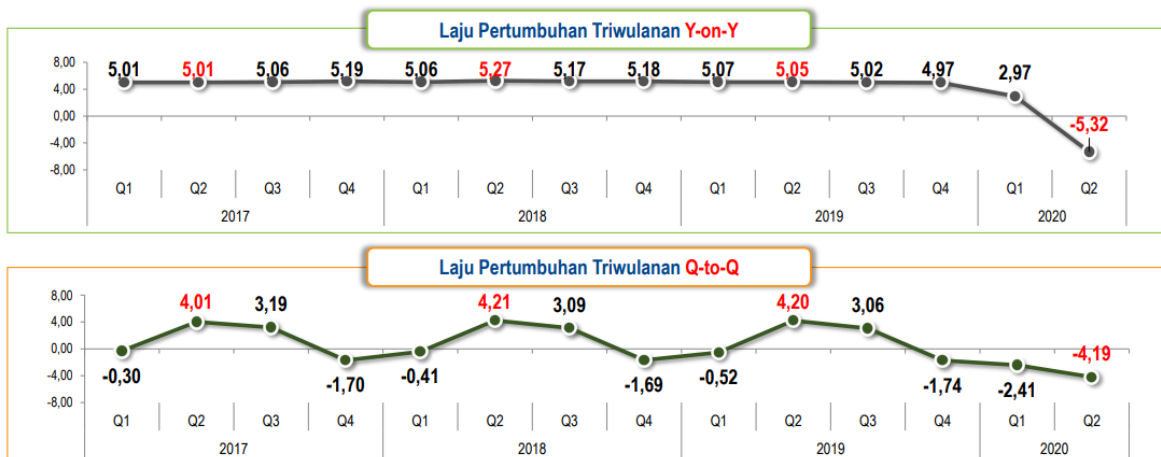 Laju Pertumbuhan Triwulanan Y-on-Y
8,00
4,00
0,00
-4,00
-8,00
5,01 5,01 5,06 5,19 5,06 5,27 5,17 5,18 5,07 5,05 5,02 4,97 2,97 -5,32
Q1 Q2 Q3 Q4 Q1 Q2 Q3 Q4 Q1 Q2 Q3 Q4 Q1 Q2
2017 2018 2019 2020
Laju Pertumbuhan Triwulanan Q-to-Q
8,00
4,00
0,00
-4,00
-8,00
-0,30 4,01 3,19 -1,70 -0,41 4,21 3,09 -1,69 -0,52 4,20 3,06 -1,74 -2,41 -4,19
Q1 Q2 Q3 Q4 Q1 Q2 Q3 Q4 Q1 Q2 Q3 Q4 Q1 Q2
2017 2018 2019 2020